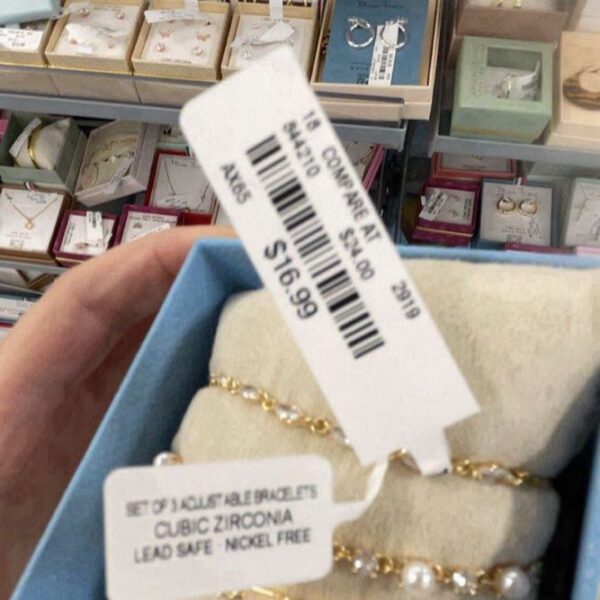 18 COMPARE AT 2919
844210 $24.00
AX65 $16.99
SET OF 3 ADJUSTABLE BRACELETS
CUBIC ZIRCONIA
LEAD SAFE · NICKEL FREE